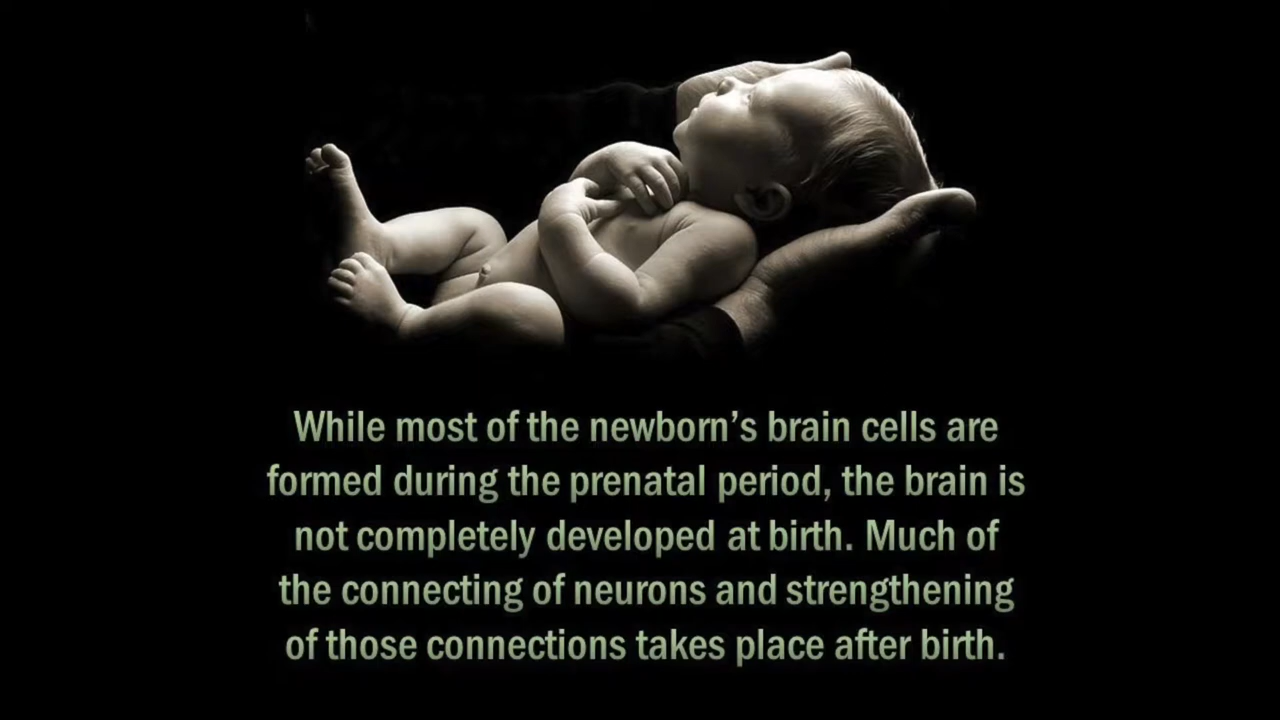 While most of the newborn’s brain cells are
formed during the prenatal period, the brain is
not completely developed at birth. Much of
the connecting of neurons and strengthening
of those connections takes place after birth.